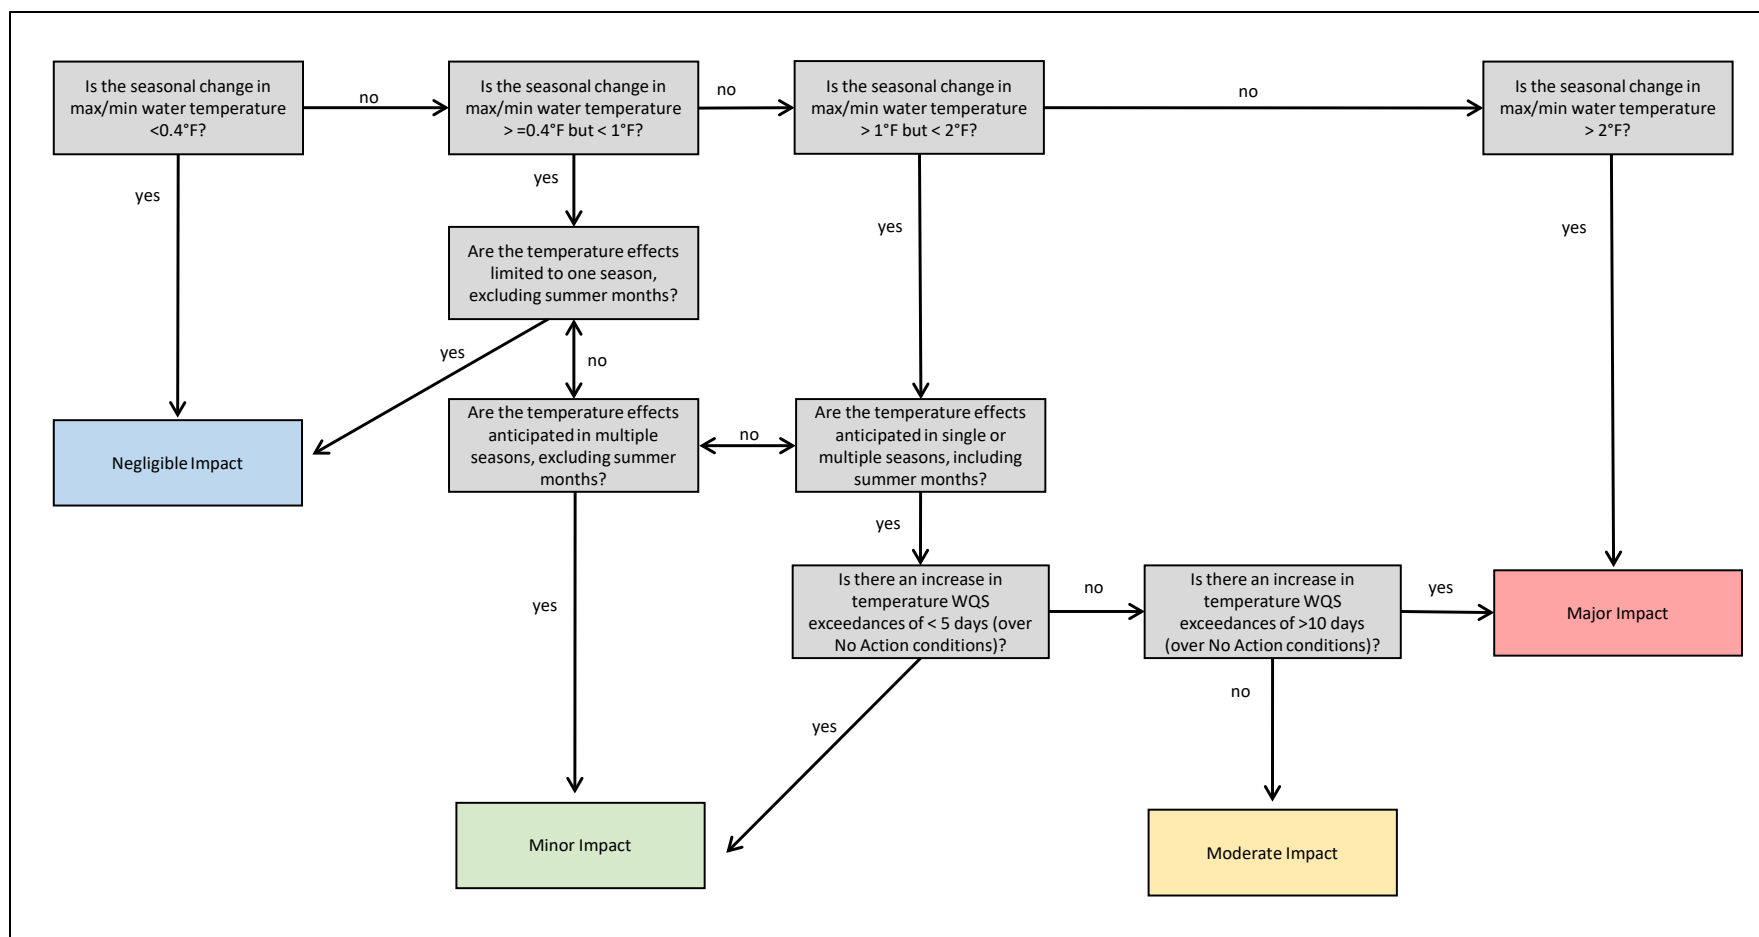 Is the seasonal change in
max/min water temperature
<0.4°F?
no
Is the seasonal change in
max/min water temperature
> =0.4°F but < 1°F?
no
Is the seasonal change in
max/min water temperature
> 1°F but < 2°F?
no
Is the seasonal change in
max/min water temperature
> 2°F?
yes
yes
yes
yes
Are the temperature effects
limited to one season,
excluding summer months?
yes
no
Negligible Impact
Are the temperature effects
anticipated in multiple
seasons, excluding summer
months?
no
Are the temperature effects
anticipated in single or
multiple seasons, including
summer months?
yes
yes
Is there an increase in
temperature WQS
exceedances of < 5 days (over
No Action conditions)?
no
Is there an increase in
temperature WQS
exceedances of >10 days
(over No Action conditions)?
yes
Major Impact
yes
no
Minor Impact
Moderate Impact